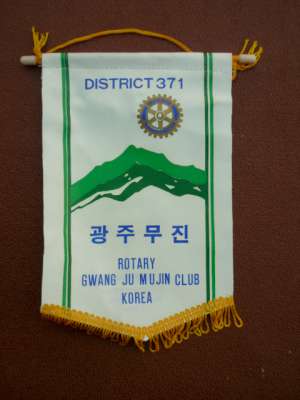 DISTRICT 371
광주무진
ROTARY
GWANG JU MUJIN CLUB
KOREA